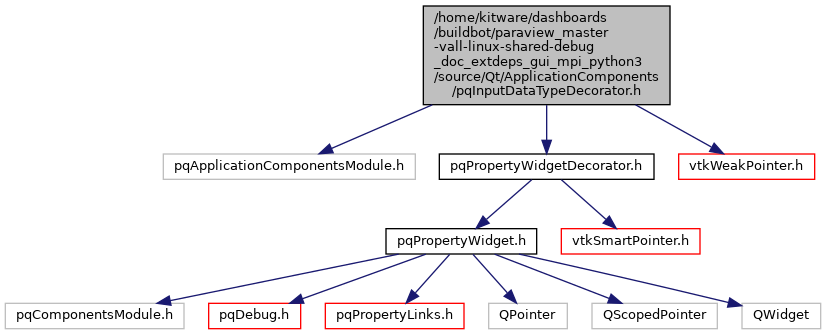 /home/kitware/dashboards
/buildbot/paraview_master
-vall-linux-shared-debug
_doc_extdeps_gui_mpi_python3
/source/Qt/ApplicationComponents
/pqInputDataTypeDecorator.h
pqApplicationComponentsModule.h
pqPropertyWidgetDecorator.h
vtkWeakPointer.h
pqPropertyWidget.h
vtkSmartPointer.h
pqComponentsModule.h
pqDebug.h
pqPropertyLinks.h
QPointer
QScopedPointer
QWidget